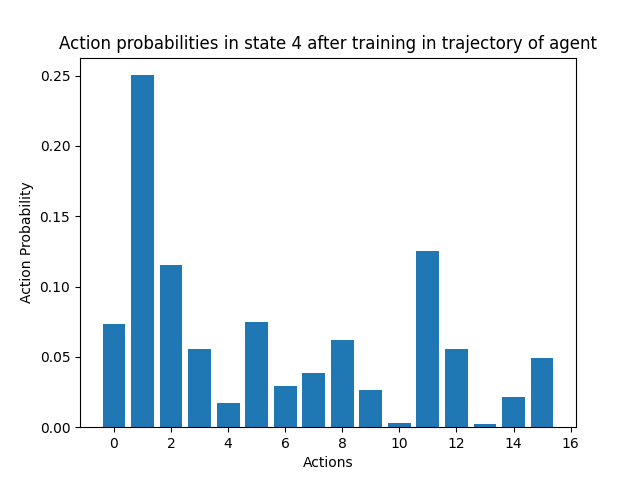 Action probabilities in state 4 after training in trajectory of agent
0.25
0.20
0.15
0.10
0.05
0.00
Action Probability
0 2 4 6 8 10 12 14 16
Actions